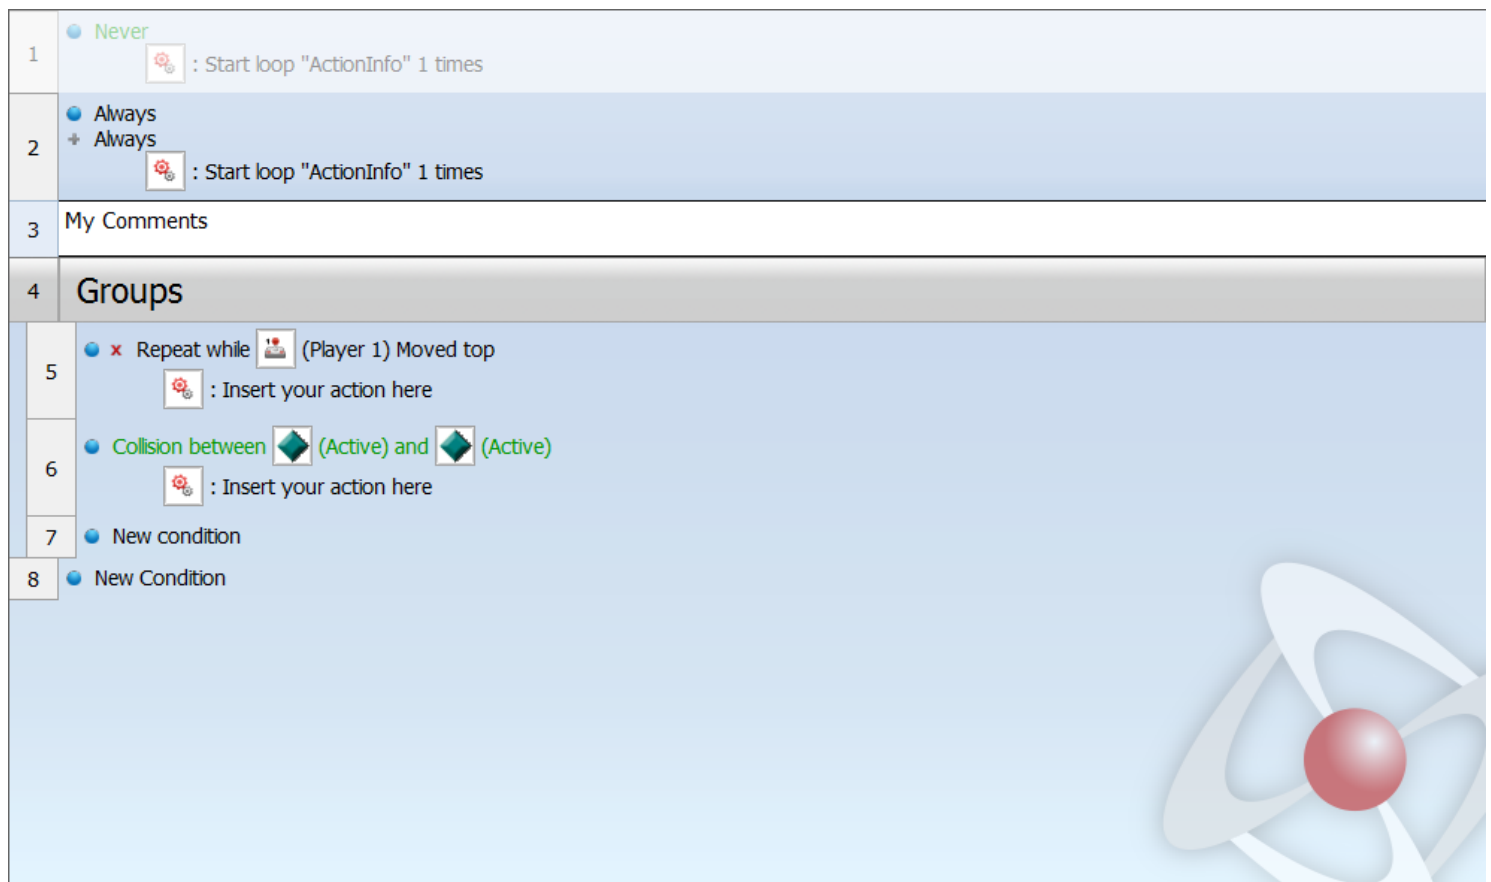 1
Never
: Start loop "ActionInfo" 1 times
2
Always
Always
: Start loop "ActionInfo" 1 times
3
My Comments
4
Groups
5
x Repeat while (Player 1) Moved top
: Insert your action here
6
Collision between (Active) and (Active)
: Insert your action here
7
New condition
8
New Condition